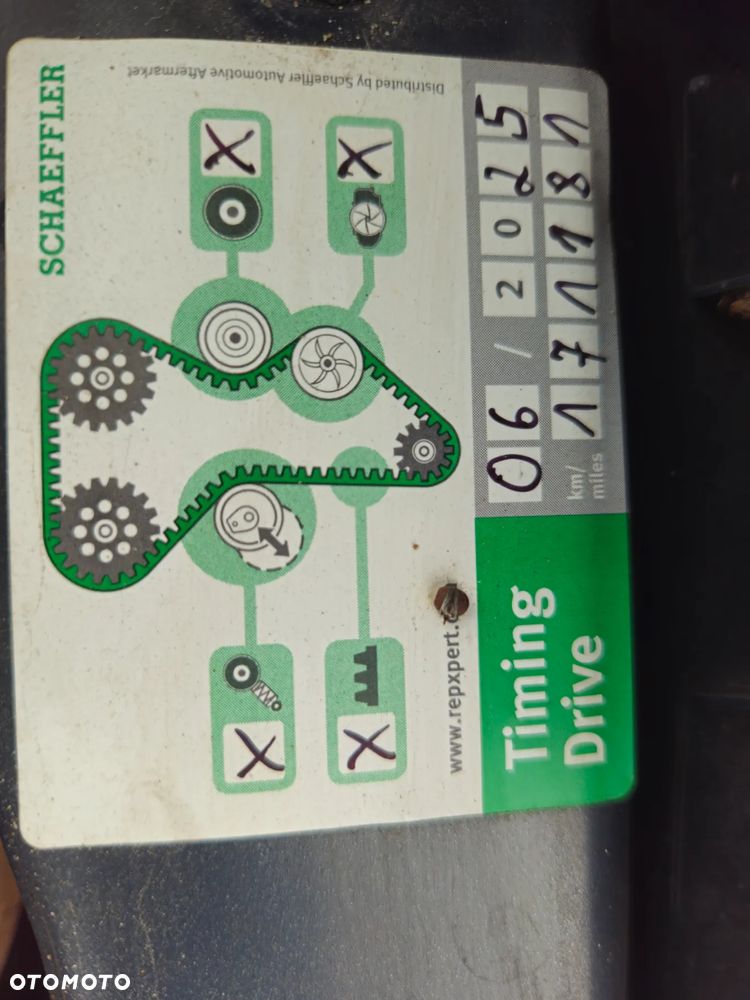 SCHAEFFLER
Distributed by Schaeffler Automotive Aftermarket
X
X
X
X
www.repxpert.
Timing
Drive
06 / 2025
km/
miles
171181
OTOMOTO